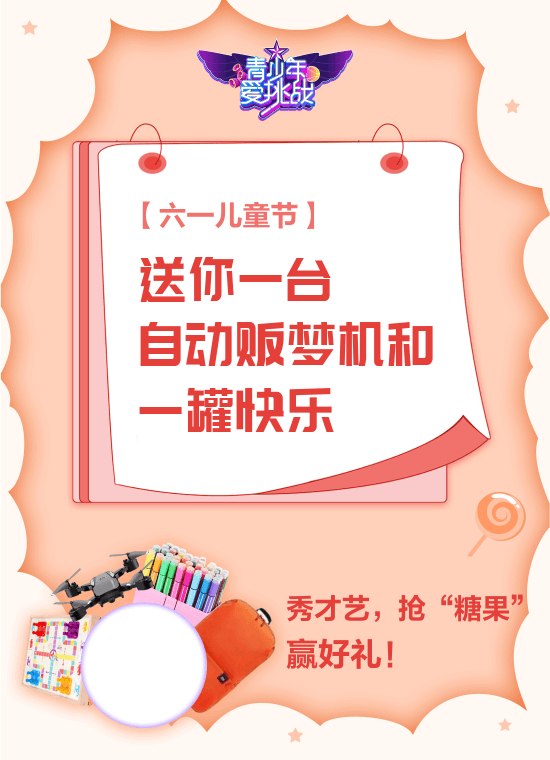 青少年
爱挑战
【六一儿童节】
送你一台
自动贩梦机和
一罐快乐
秀才艺，抢“糖果”
赢好礼！